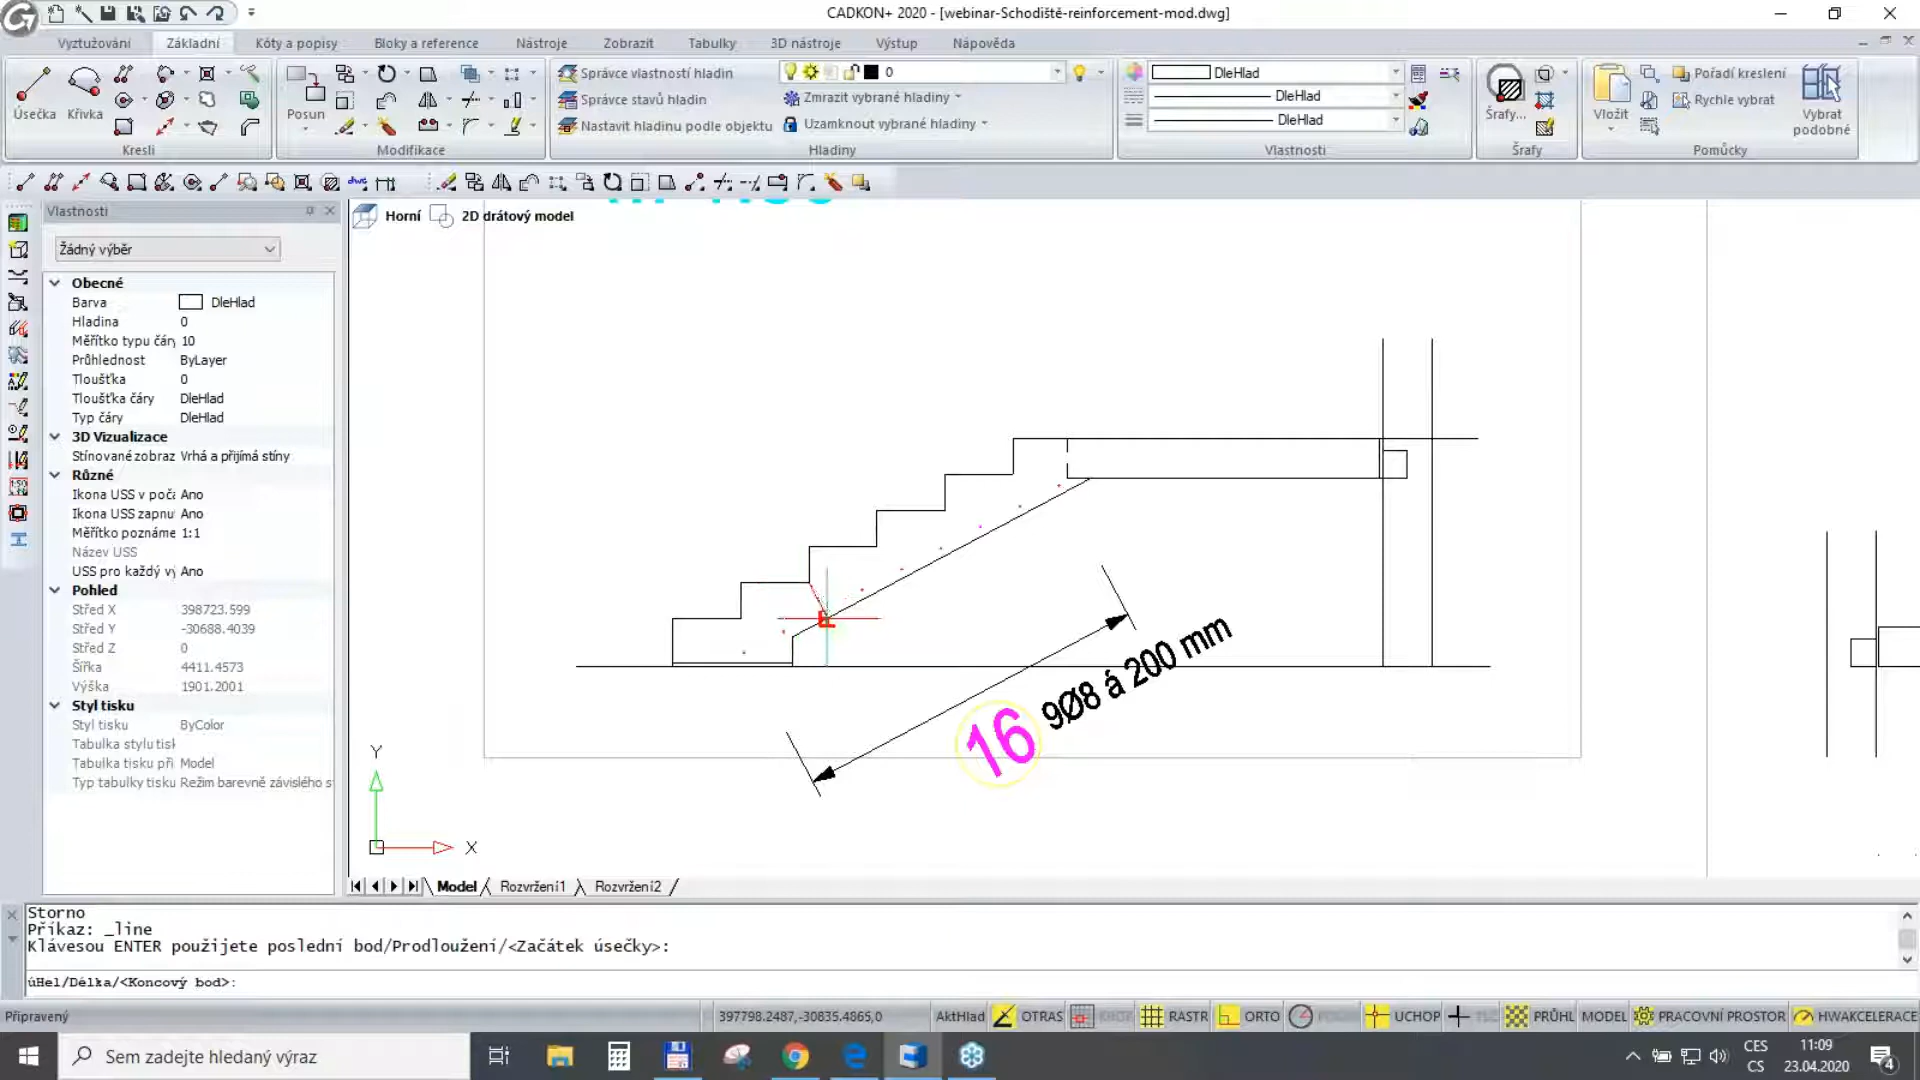 CADKON+ 2020 - [webinar-Schodiště-reinforcement-mod.dwg]
Vyztužování Základní Kóty a popisy Bloky a reference Nástroje Zobrazit Tabulky 3D nástroje Výstup Nápověda
Úsečka Křivka
Kresli
Posun
Modifikace
Správce vlastností hladin
Správce stavů hladin
Nastavit hladinu podle objektu
0
Zmrazit vybrané hladiny
Uzamknout vybrané hladiny
Hladiny
DleHlad
DleHlad
DleHlad
Vlastnosti
Šrafy...
Šrafy
Vložit
Pořadí kreslení
Rychle vybrat
Vybrat podobné
Pomůcky
Vlastnosti
Žádný výběr
Obecné
Barva DleHlad
Hladina 0
Měřítko typu čáry 10
Průhlednost ByLayer
Tloušťka 0
Tloušťka čáry DleHlad
Typ čáry DleHlad
3D Vizualizace
Stínované zobraz Vrhá a přijímá stíny
Různé
Ikona USS v poča Ano
Ikona USS zapnu Ano
Měřítko poznáme 1:1
Název USS
USS pro každý vý Ano
Pohled
Střed X 398723.599
Střed Y -30688.4039
Střed Z 0
Šířka 4411.4573
Výška 1901.2001
Styl tisku
Styl tisku ByColor
Tabulka stylu tisk
Tabulka tisku při Model
Typ tabulky tisku Režim barevně závislého s
Horní 2D drátový model
16 9Ø8 á 200 mm
Y
X
Model Rozvržení1 Rozvržení2
Storno
Příkaz: _line
Klávesou ENTER použijete poslední bod/Prodloužení/<Začátek úsečky>:
úHel/Délka/<Koncový bod>:
Připravený
397798.2487,-30835.4865,0 AktHlad OTRAS RASTR ORTO UCHOP PRŮHL MODEL PRACOVNÍ PROSTOR HWAKCELERACE
Sem zadejte hledaný výraz
CES
CS
11:09
23.04.2020
4